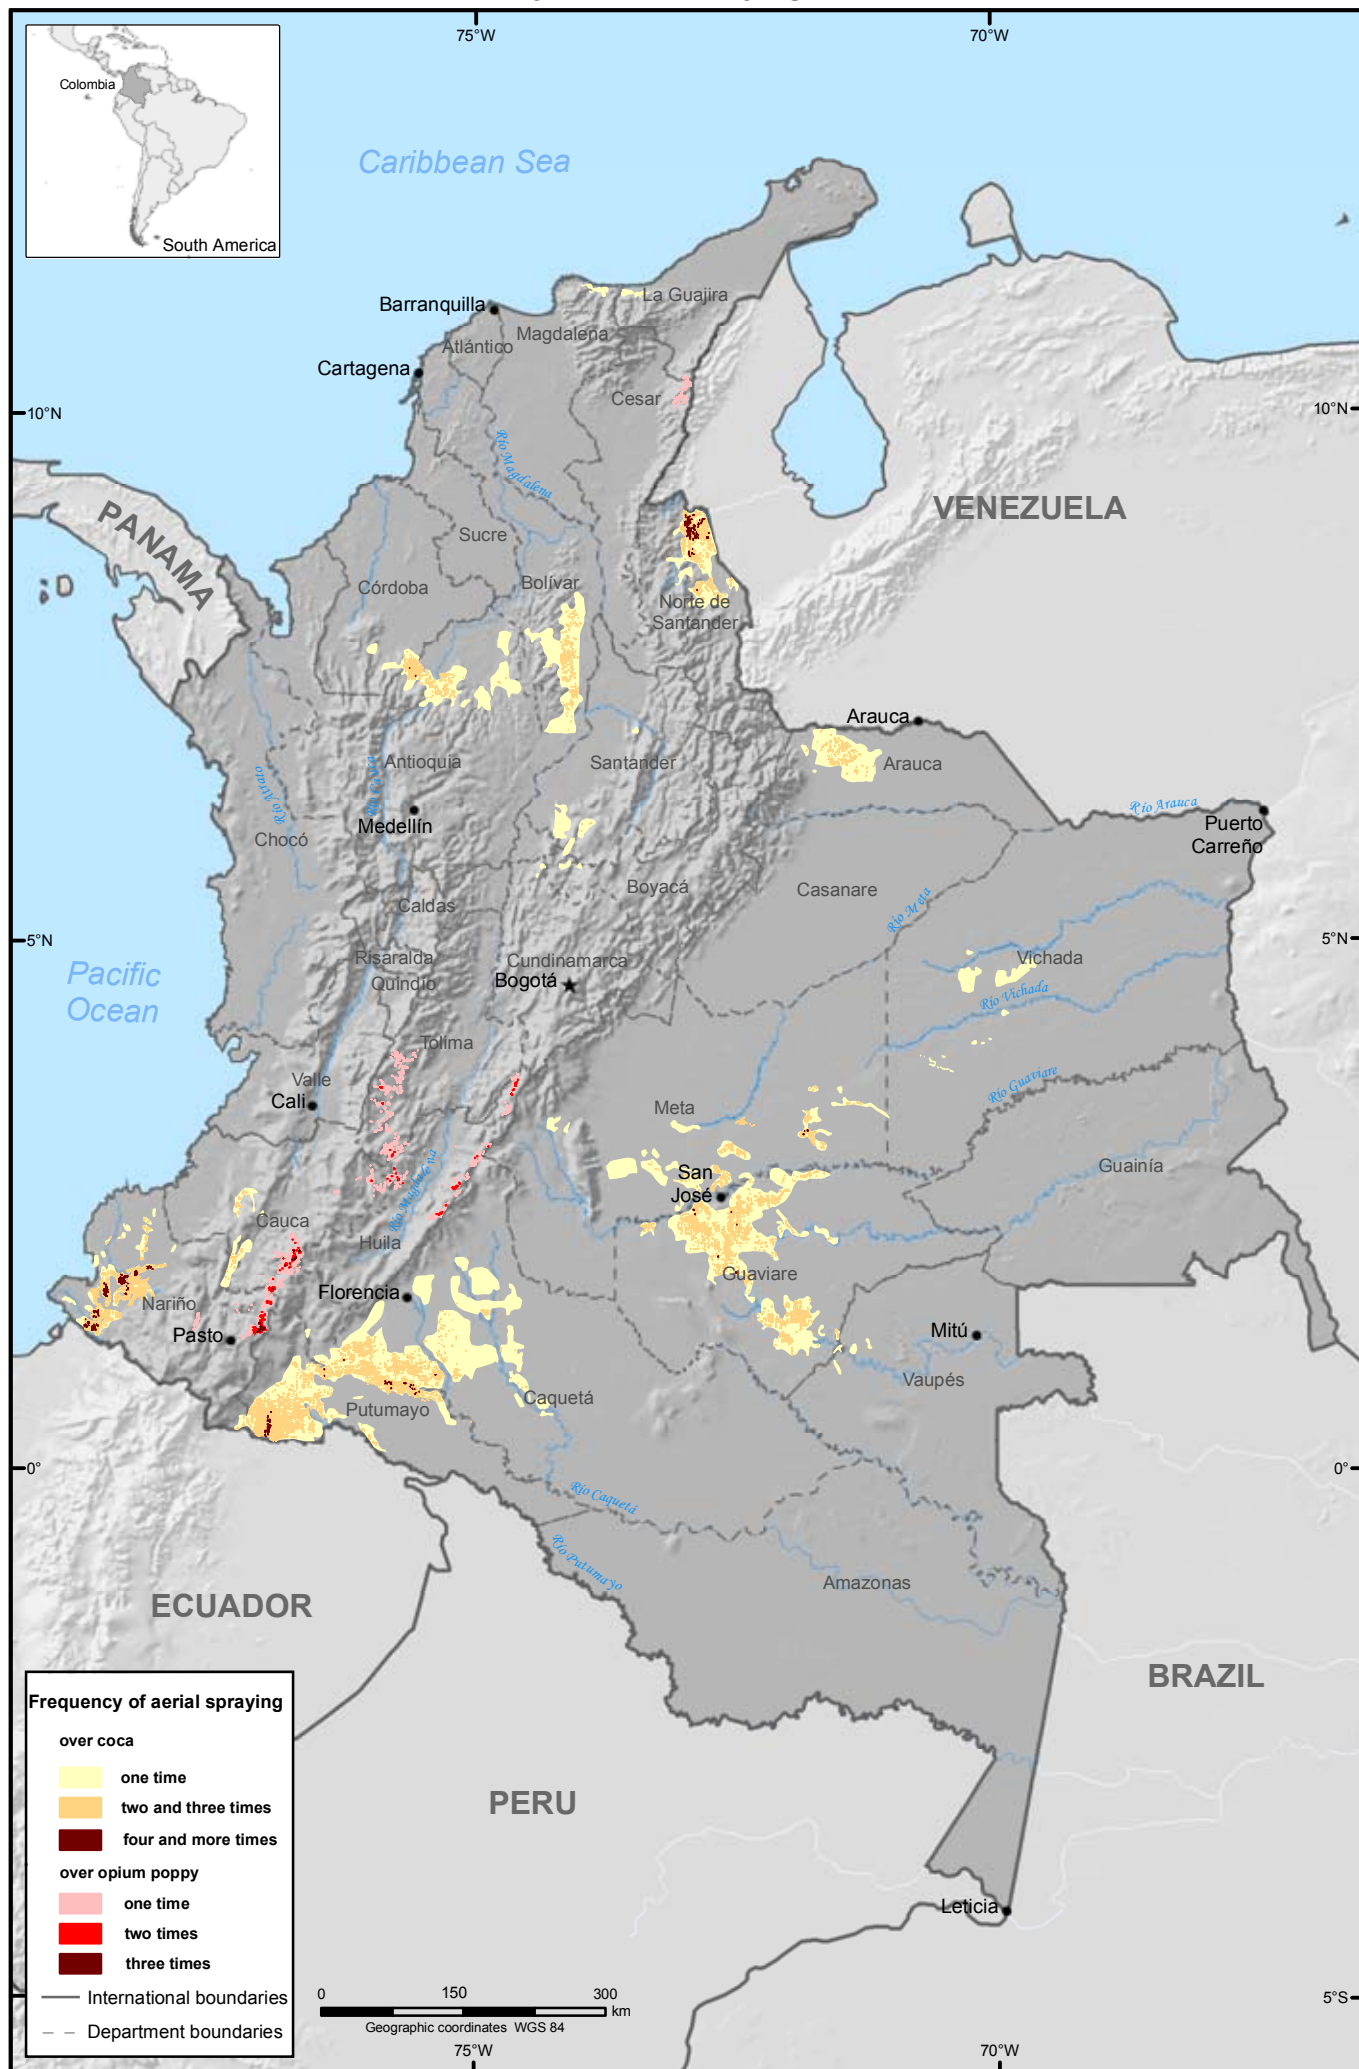 75°W
70°W
Colombia
South America
Caribbean Sea
Barranquilla
La Guajira
Magdalena
Atlántico
Cartagena
Cesar
10°N
10°N
Río Magdalena
VENEZUELA
PANAMA
Sucre
Córdoba
Bolívar
Norte de
Santander
Arauca
Antioquia
Santander
Arauca
Río Cauca
Río Atrato
Río Arauca
Medellín
Puerto
Carreño
Chocó
Boyacá
Casanare
Caldas
Río Meta
5°N
5°N
Risaralda
Cundinamarca
Vichada
Pacific
Ocean
Quindío
Bogotá
Río Vichada
Tolima
Valle
Cali
Meta
Río Guaviare
San
José
Guainía
Río Magdalena
Cauca
Huila
Guaviare
Florencia
Nariño
Pasto
Mitú
Vaupés
Caquetá
Putumayo
0°
0°
Río Caquetá
Río Putumayo
Amazonas
ECUADOR
BRAZIL
PERU
Leticia
Frequency of aerial spraying
over coca
one time
two and three times
four and more times
over opium poppy
one time
two times
three times
International boundaries
Department boundaries
0 150 300
km
Geographic coordinates WGS 84
5°S
75°W
70°W